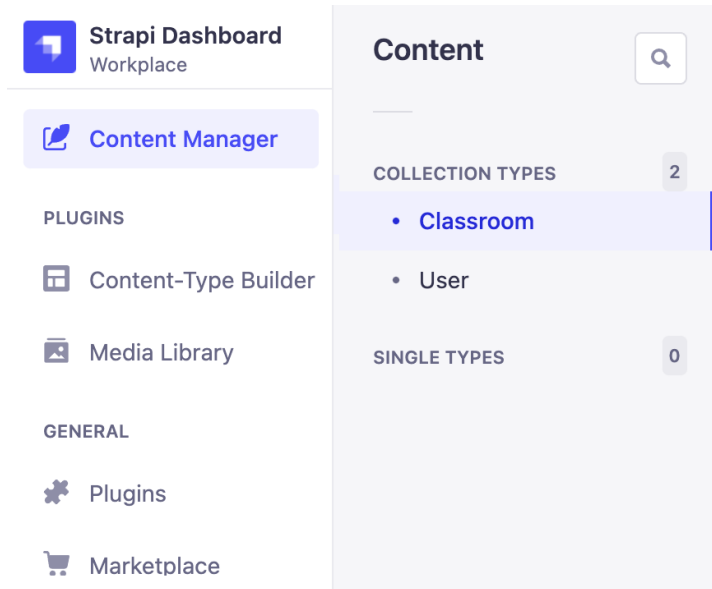 Strapi Dashboard
Workplace
Content Manager
PLUGINS
Content-Type Builder
Media Library
GENERAL
Plugins
Marketplace
Content
COLLECTION TYPES 2
• Classroom
• User
SINGLE TYPES 0